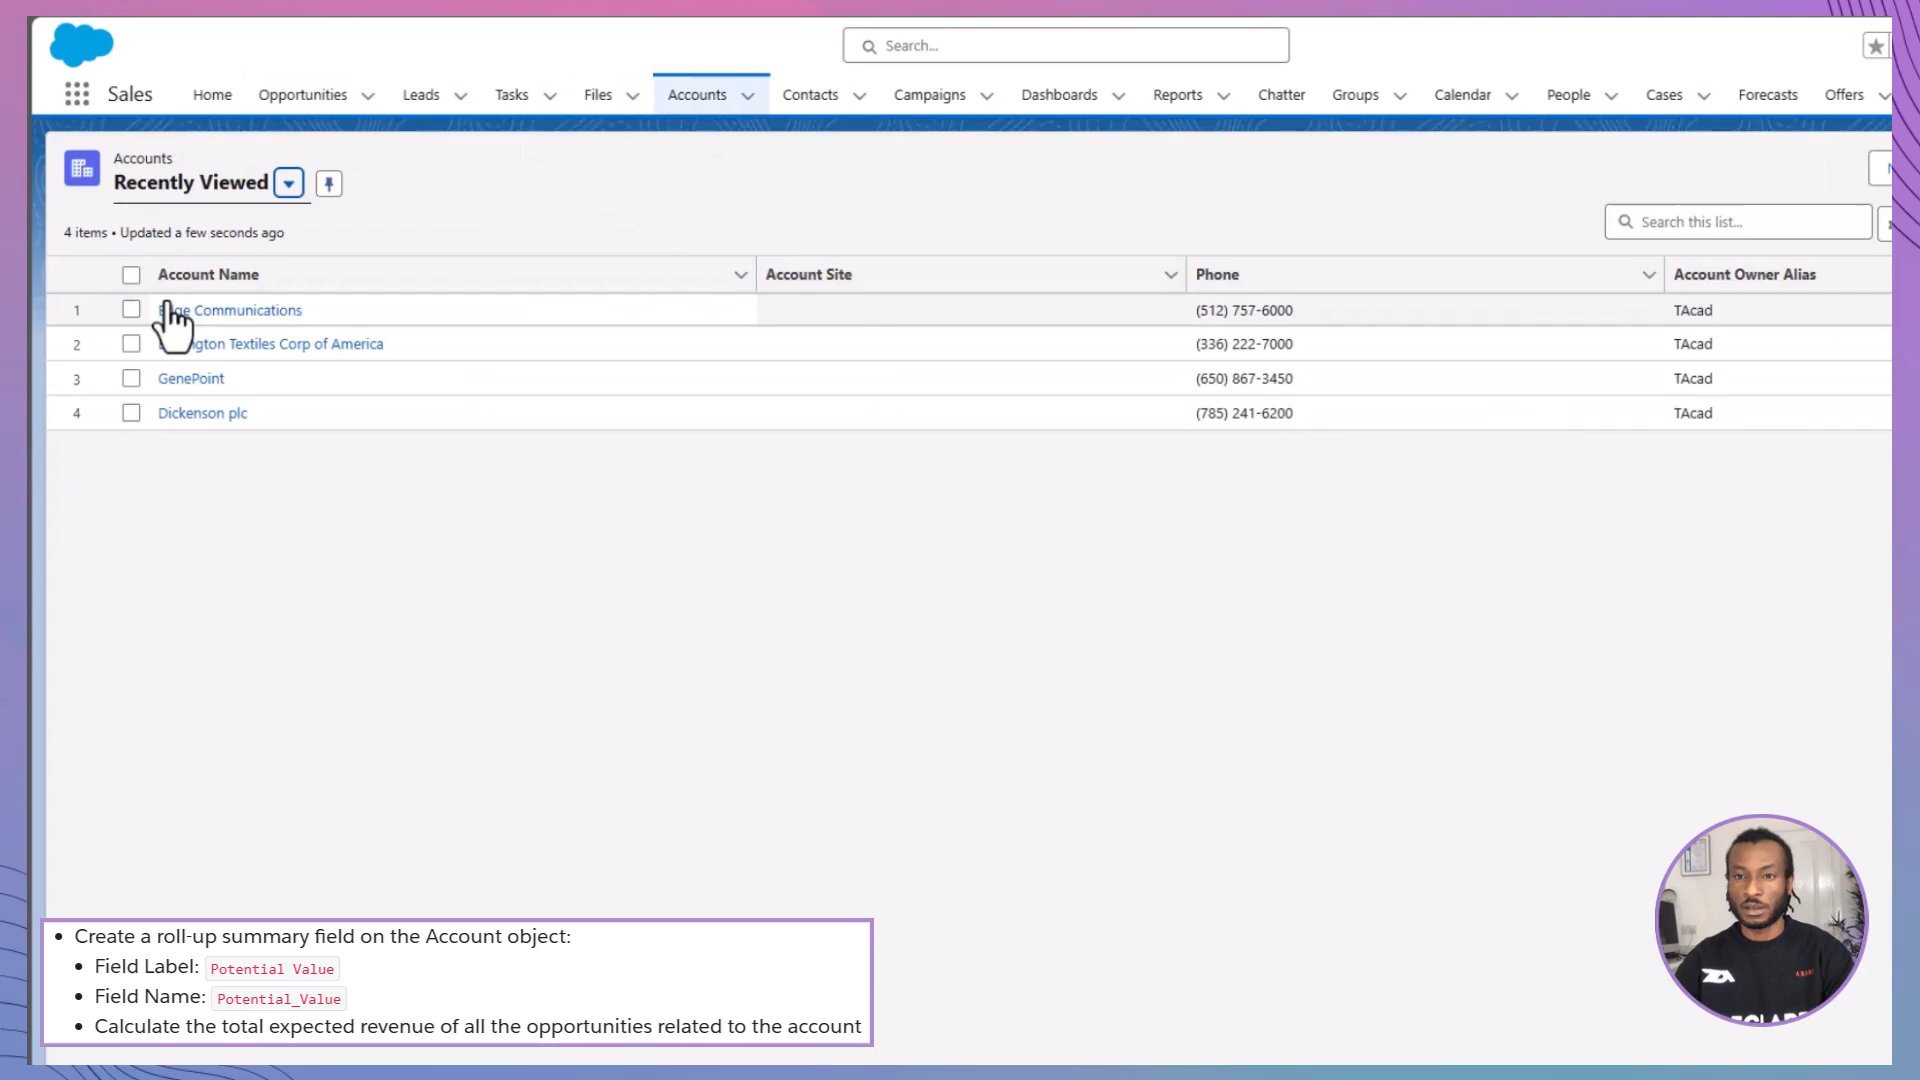 Search...
Sales Home Opportunities Leads Tasks Files Accounts Contacts Campaigns Dashboards Reports Chatter Groups Calendar People Cases Forecasts Offers
Accounts
Recently Viewed
4 items • Updated a few seconds ago
Search this list...
Account Name Account Site Phone Account Owner Alias
1 Communications (512) 757-6000 TAcad
2 Textiles Corp of America (336) 222-7000 TAcad
3 GenePoint (650) 867-3450 TAcad
4 Dickenson plc (785) 241-6200 TAcad
• Create a roll-up summary field on the Account object:
• Field Label: Potential Value
• Field Name: Potential_Value
• Calculate the total expected revenue of all the opportunities related to the account